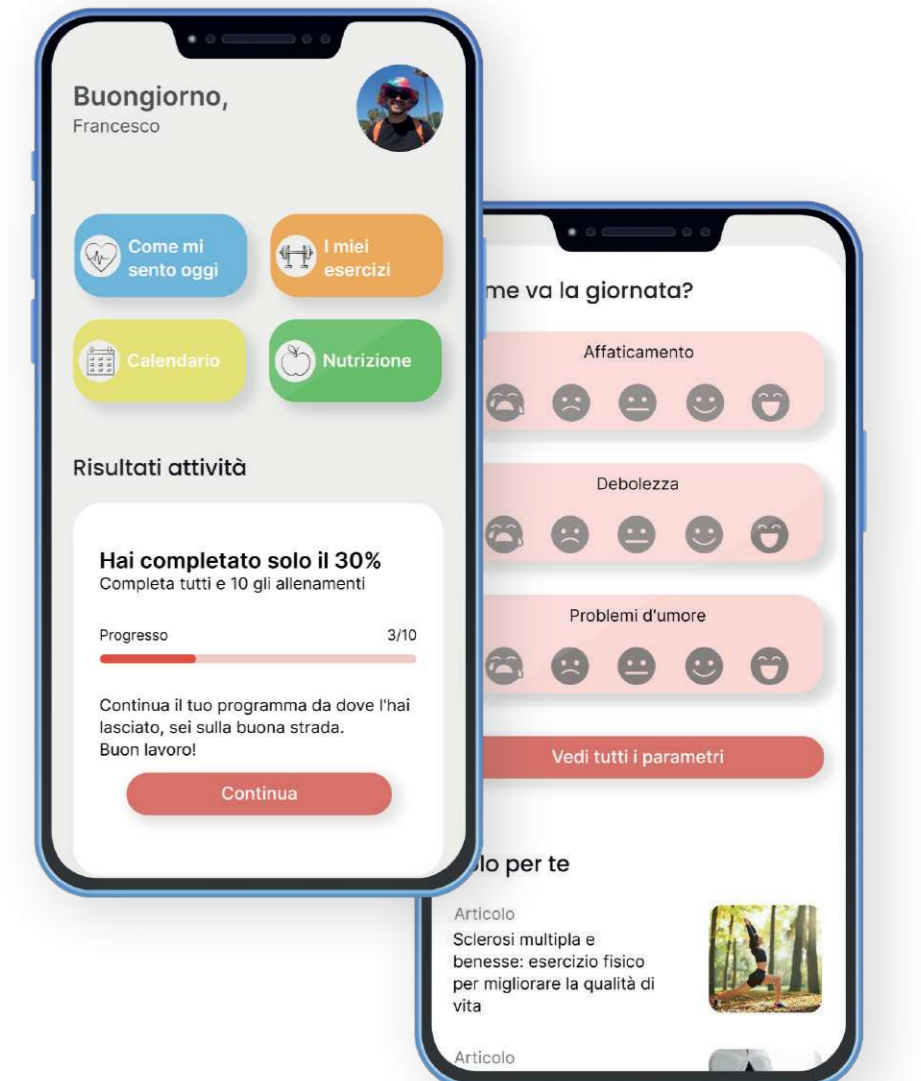 Buongiorno,
Francesco
Come mi
sento oggi
I miei
esercizi
Calendario
Nutrizione
Risultati attività
Hai completato solo il 30%
Completa tutti e 10 gli allenamenti
Progresso
3/10
Continua il tuo programma da dove l'hai
lasciato, sei sulla buona strada.
Buon lavoro!
Continua
me va la giornata?
Affaticamento
Debolezza
Problemi d'umore
Vedi tutti i parametri
lo per te
Articolo
Sclerosi multipla e
benesse: esercizio fisico
per migliorare la qualità di
vita
Articolo